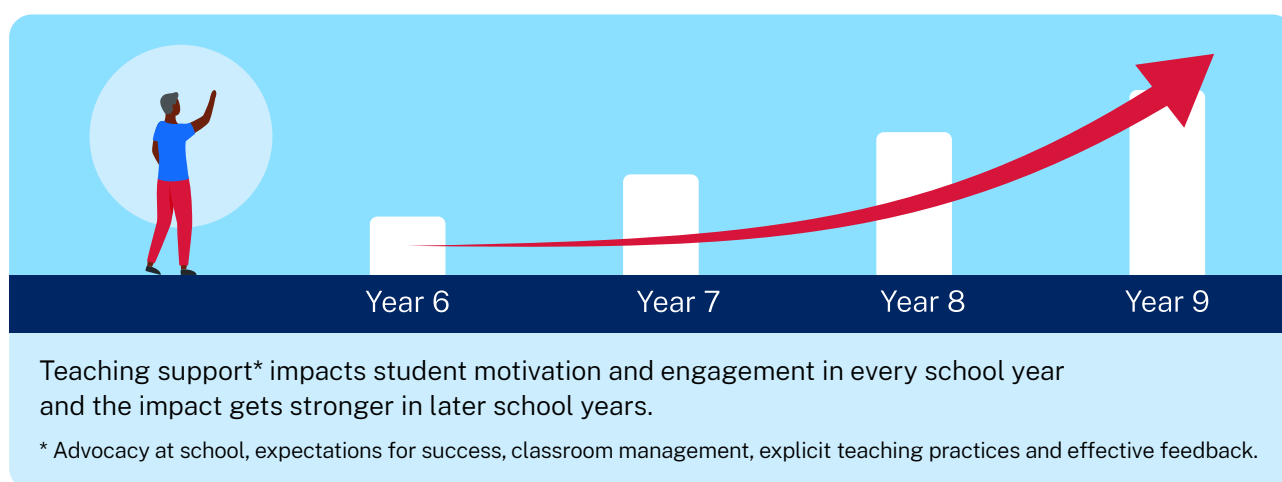 Year 6 Year 7 Year 8 Year 9
Teaching support* impacts student motivation and engagement in every school year
and the impact gets stronger in later school years.
* Advocacy at school, expectations for success, classroom management, explicit teaching practices and effective feedback.